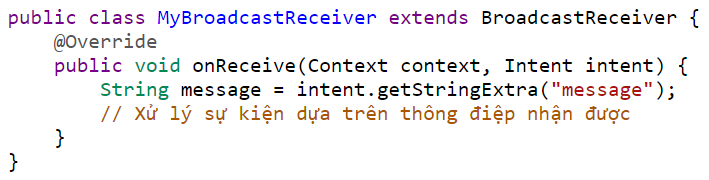 public class MyBroadcastReceiver extends BroadcastReceiver {
    @Override
    public void onReceive(Context context, Intent intent) {
        String message = intent.getStringExtra("message");
        // Xử lý sự kiện dựa trên thông điệp nhận được
    }
}